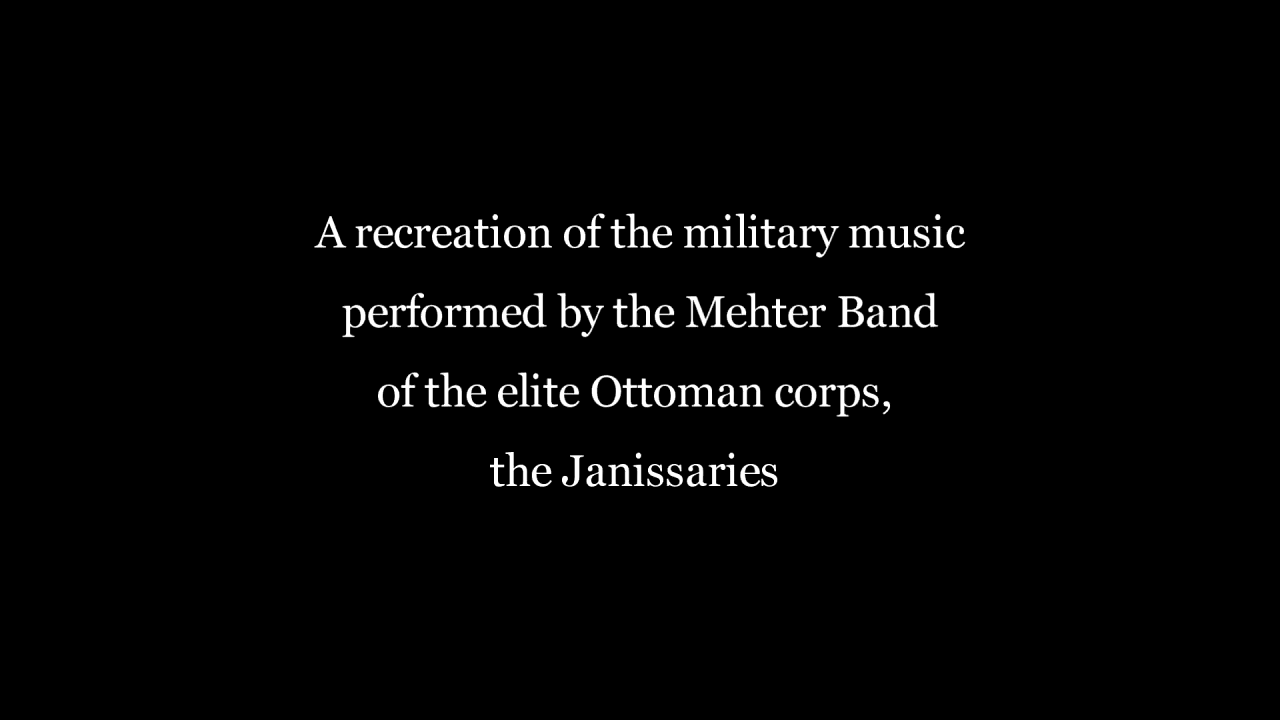 A recreation of the military music
performed by the Mehter Band
of the elite Ottoman corps,
the Janissaries